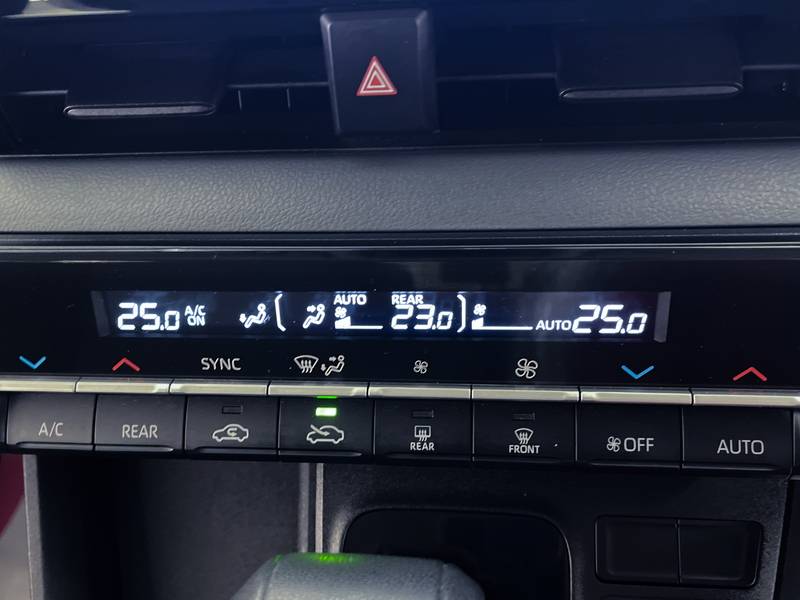 AUTO REAR
25.0 A/C ON 23.0 AUTO 25.0
SYNC
A/C REAR REAR FRONT OFF AUTO